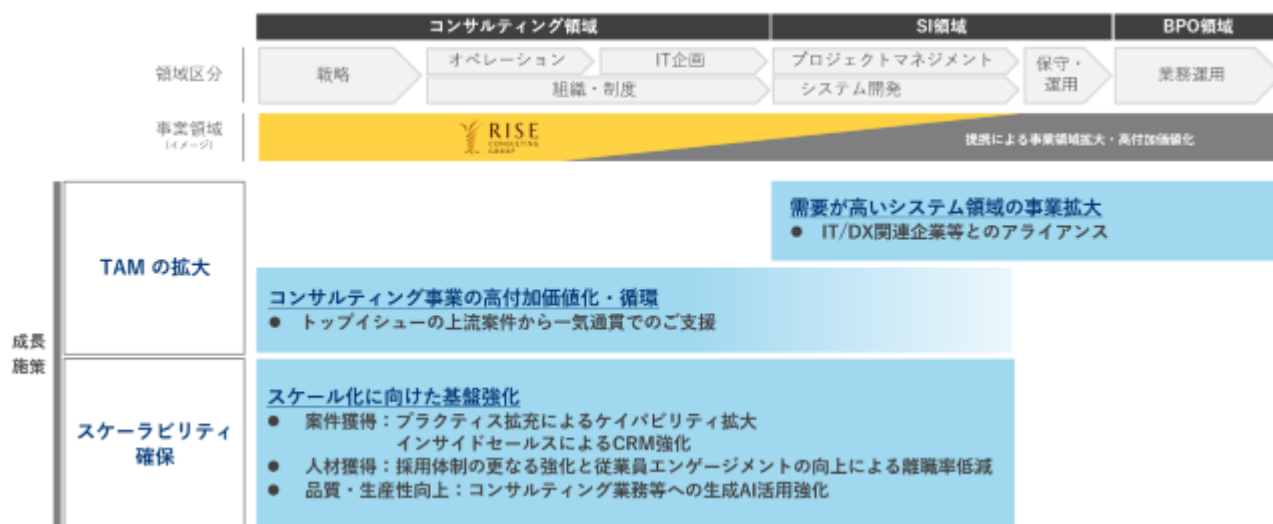 コンサルティング領域 SI領域 BPO領域
領域区分 戦略 オペレーション IT企画 プロジェクトマネジメント 保守・運用 業務運用
組織・制度 システム開発
事業領域
(イメージ)
RISE
CONSULTING
GROUP
提携による事業領域拡大・高付加価値化
成長
施策
TAM の拡大
需要が高いシステム領域の事業拡大
● IT/DX関連企業等とのアライアンス
コンサルティング事業の高付加価値化・循環
● トップイシューの上流案件から一気通貫でのご支援
スケーラビリティ
確保
スケール化に向けた基盤強化
● 案件獲得：プラクティス拡充によるケイパビリティ拡大
インサイドセールスによるCRM強化
● 人材獲得：採用体制の更なる強化と従業員エンゲージメントの向上による離職率低減
● 品質・生産性向上：コンサルティング業務等への生成AI活用強化